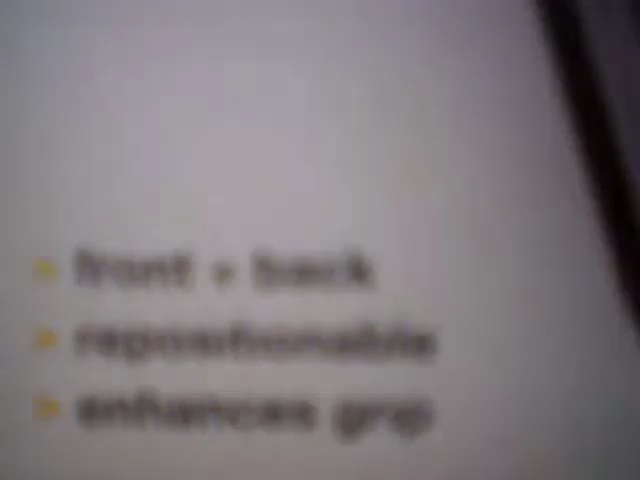 front + back
repositionable
enhances grip